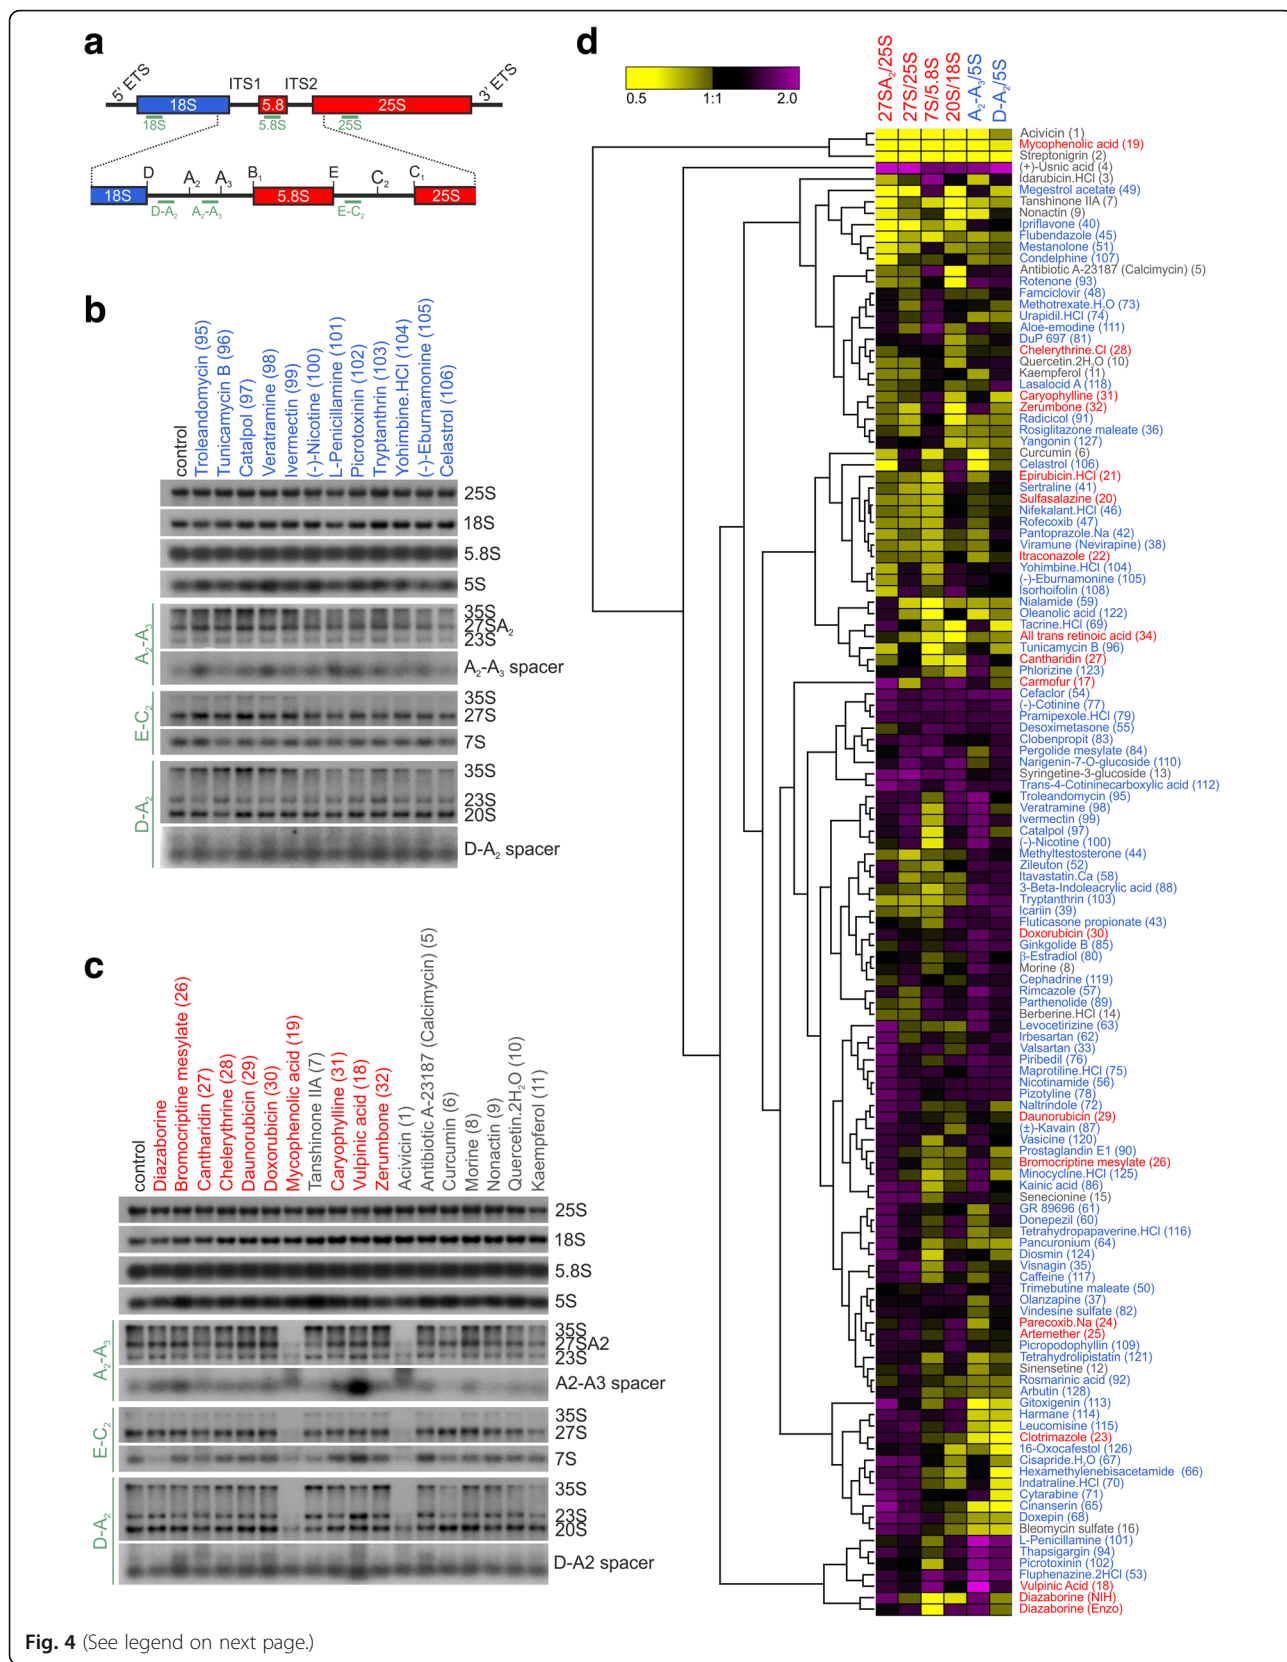 a
5' ETS
ITS1
ITS2
3' ETS
18S
5.8
25S
18S
5.8S
25S
D
A₂
A₃
B₁
E
C₂
C₁
18S
5.8S
25S
D-A₂
A₂-A₃
E-C₂
b
control
Troleandomycin (95)
Tunicamycin B (96)
Catalpol (97)
Veratramine (98)
Ivermectin (99)
(-)-Nicotine (100)
L-Penicillamine (101)
Picrotoxinin (102)
Tryptanthrin (103)
Yohimbine.HCl (104)
(-)-Eburnamonine (105)
Celastrol (106)
25S
18S
5.8S
5S
A₂-A₃
35S
27SA₂
23S
A₂-A₃ spacer
E-C₂
35S
27S
7S
D-A₂
35S
23S
20S
D-A₂ spacer
c
control
Diazaborine
Bromocriptine mesylate (26)
Cantharidin (27)
Chelerythrine (28)
Daunorubicin (29)
Doxorubicin (30)
Mycophenolic acid (19)
Tanshinone IIA (7)
Caryophylline (31)
Vulpinic acid (18)
Zerumbone (32)
Acivicin (1)
Antibiotic A-23187 (Calcimycin) (5)
Curcumin (6)
Morine (8)
Nonactin (9)
Quercetin.2H₂O (10)
Kaempferol (11)
25S
18S
5.8S
5S
A₂-A₃
35S
27SA2
23S
A2-A3 spacer
E-C₂
35S
27S
7S
D-A₂
35S
23S
20S
D-A2 spacer
d
0.5
1:1
2.0
27SA₂/25S
27S/25S
7S/5.8S
20S/18S
A₂-A₃/5S
D-A₂/5S
Acivicin (1)
Mycophenolic acid (19)
Streptonigrin (2)
(+)-Usnic acid (4)
Idarubicin.HCl (3)
Megestrol acetate (49)
Tanshinone IIA (7)
Nonactin (9)
Ipriflavone (40)
Flubendazole (45)
Mestanolone (51)
Condelphine (107)
Antibiotic A-23187 (Calcimycin) (5)
Rotenone (93)
Famciclovir (48)
Methotrexate.H₂O (73)
Urapidil.HCl (74)
Aloe-emodine (111)
DuP 697 (81)
Chelerythrine.Cl (28)
Quercetin.2H₂O (10)
Kaempferol (11)
Lasalocid A (118)
Caryophylline (31)
Zerumbone (32)
Radicicol (91)
Rosiglitazone maleate (36)
Yangonin (127)
Curcumin (6)
Celastrol (106)
Epirubicin.HCl (21)
Sertraline (41)
Sulfasalazine (20)
Nifekalant.HCl (46)
Rofecoxib (47)
Pantoprazole.Na (42)
Viramune (Nevirapine) (38)
Itraconazole (22)
Yohimbine.HCl (104)
(-)-Eburnamonine (105)
Isorhoifolin (108)
Nialamide (59)
Oleanolic acid (122)
Tacrine.HCl (69)
All trans retinoic acid (34)
Tunicamycin B (96)
Cantharidin (27)
Phlorizine (123)
Carmofur (17)
Cefaclor (54)
(-)-Cotinine (77)
Pramipexole.HCl (79)
Desoximetasone (55)
Clobenpropit (83)
Pergolide mesylate (84)
Narigenin-7-O-glucoside (110)
Syringetine-3-glucoside (13)
Trans-4-Cotininecarboxylic acid (112)
Troleandomycin (95)
Veratramine (98)
Ivermectin (99)
Catalpol (97)
(-)-Nicotine (100)
Methyltestosterone (44)
Zileuton (52)
Itavastatin.Ca (58)
3-Beta-Indoleacrylic acid (88)
Tryptanthrin (103)
Icariin (39)
Fluticasone propionate (43)
Doxorubicin (30)
Ginkgolide B (85)
β-Estradiol (80)
Morine (8)
Cephadrine (119)
Rimcazole (57)
Parthenolide (89)
Berberine.HCl (14)
Levocetirizine (63)
Irbesartan (62)
Valsartan (33)
Piribedil (76)
Maprotiline.HCl (75)
Nicotinamide (56)
Pizotyline (78)
Naltrindole (72)
Daunorubicin (29)
(±)-Kavain (87)
Vasicine (120)
Prostaglandin E1 (90)
Bromocriptine mesylate (26)
Minocycline.HCl (125)
Kainic acid (86)
Senecionine (15)
GR 89696 (61)
Donepezil (60)
Tetrahydropapaverine.HCl (116)
Pancuronium (64)
Diosmin (124)
Visnagin (35)
Caffeine (117)
Trimebutine maleate (50)
Olanzapine (37)
Vindesine sulfate (82)
Parecoxib.Na (24)
Artemether (25)
Picropodophyllin (109)
Tetrahydrolipistatin (121)
Sinensetine (12)
Rosmarinic acid (92)
Arbutin (128)
Gitoxigenin (113)
Harmane (114)
Leucomisine (115)
Clotrimazole (23)
16-Oxocafestol (126)
Cisapride.H₂O (67)
Hexamethylenebisacetamide (66)
Indatraline.HCl (70)
Cytarabine (71)
Cinanserin (65)
Doxepin (68)
Bleomycin sulfate (16)
L-Penicillamine (101)
Thapsigargin (94)
Picrotoxinin (102)
Fluphenazine.2HCl (53)
Vulpinic Acid (18)
Diazaborine (NIH)
Diazaborine (Enzo)
Fig. 4 (See legend on next page.)